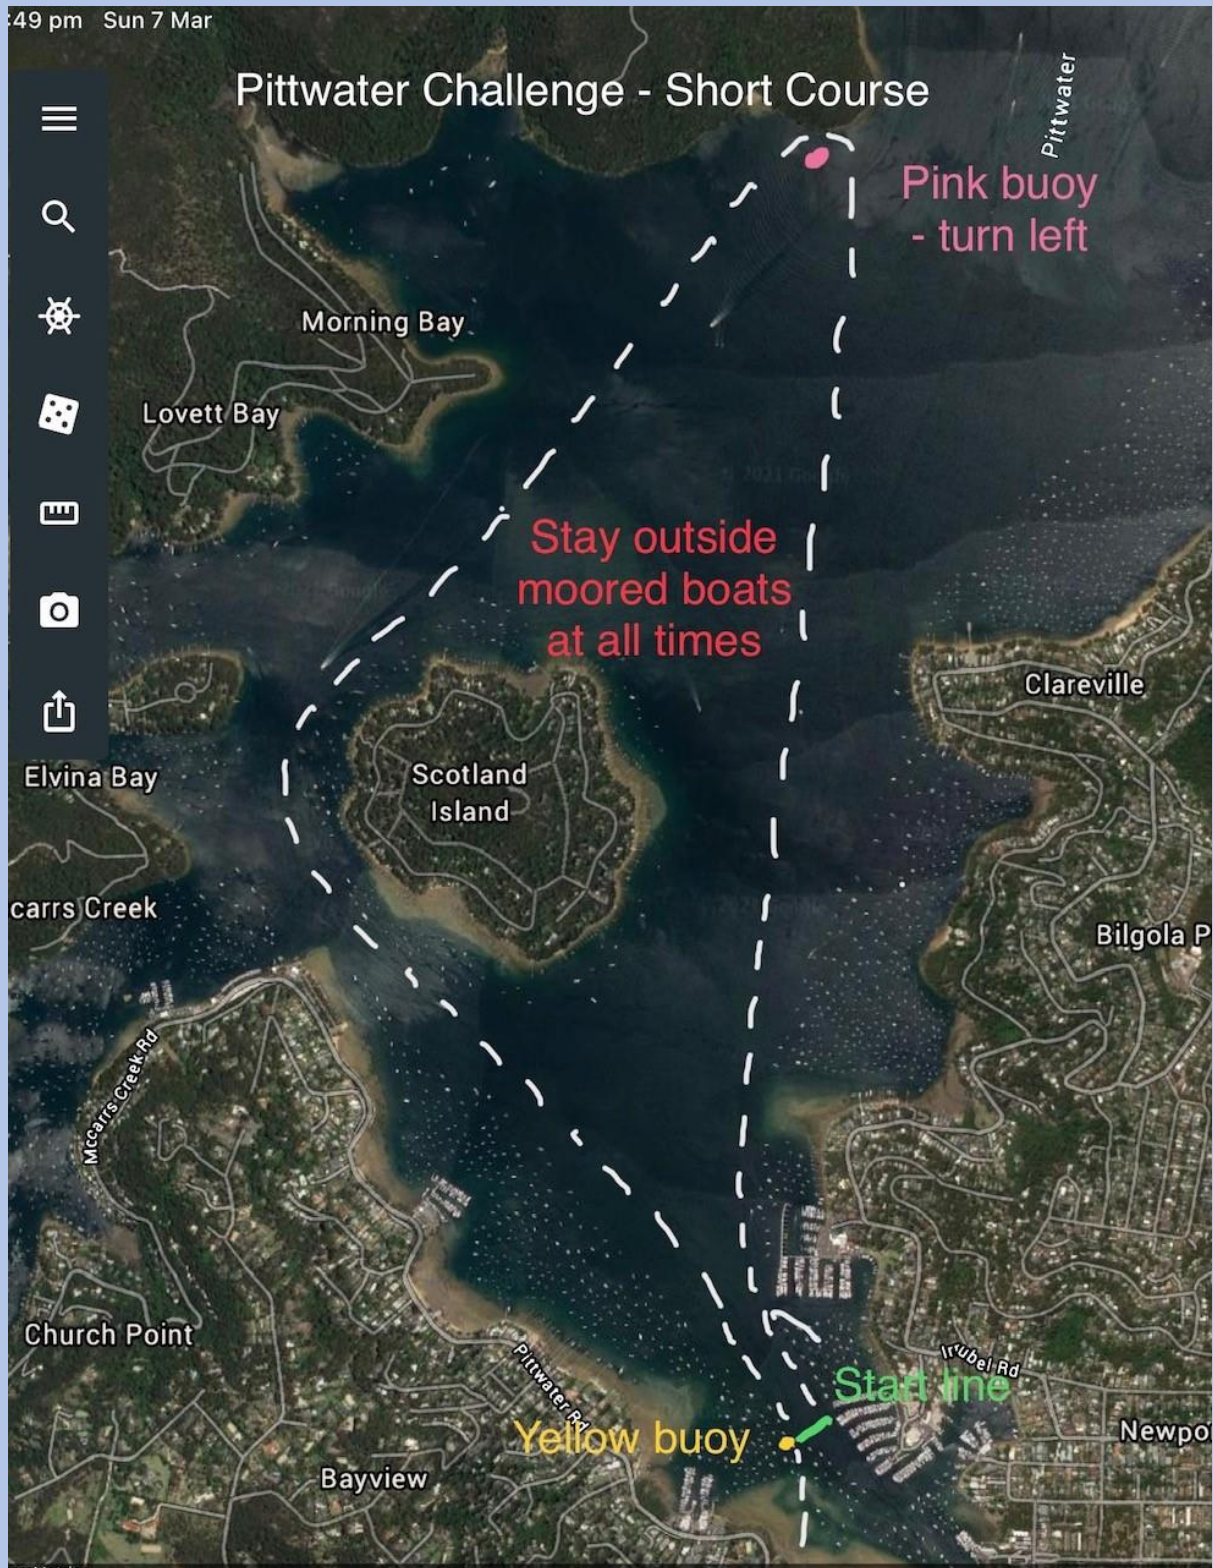 :49 pm Sun 7 Mar
Pittwater Challenge - Short Course
Pittwater
Pink buoy
- turn left
Morning Bay
Lovett Bay
Stay outside
moored boats
at all times
Clareville
Scotland
Island
Elvina Bay
carrs Creek
Bilgola P
McCarrs Creek Rd
Church Point
Irrubel Rd
Start line
Pittwater Rd
Yellow buoy
Newpo
Bayview